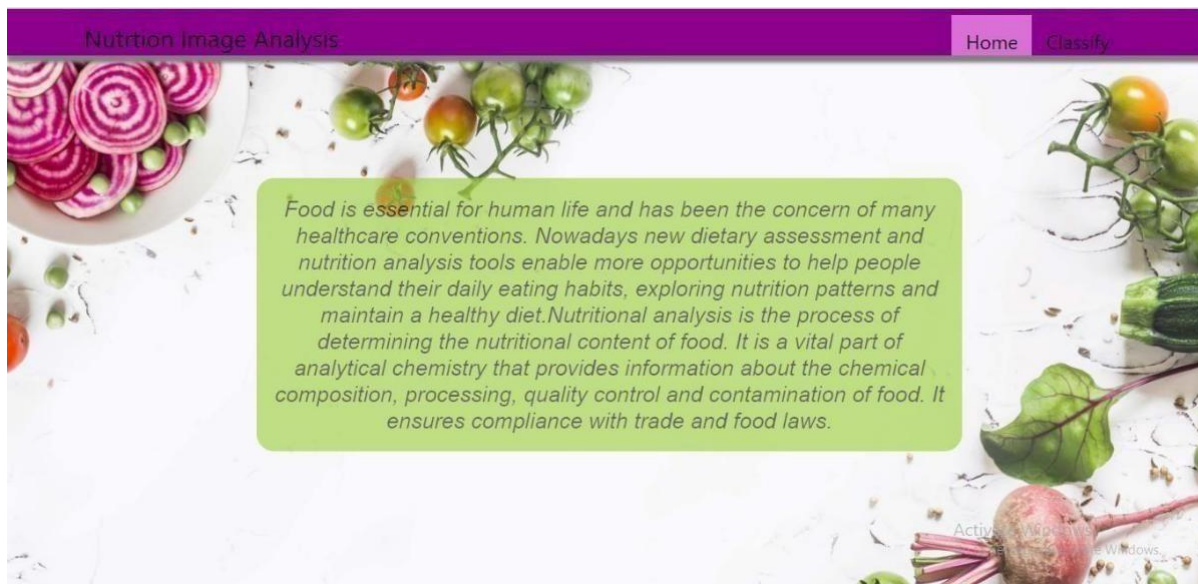 Nutrtion Image Analysis
Home Classify
Food is essential for human life and has been the concern of many
healthcare conventions. Nowadays new dietary assessment and
nutrition analysis tools enable more opportunities to help people
understand their daily eating habits, exploring nutrition patterns and
maintain a healthy diet.Nutritional analysis is the process of
determining the nutritional content of food. It is a vital part of
analytical chemistry that provides information about the chemical
composition, processing, quality control and contamination of food. It
ensures compliance with trade and food laws.
Activate Windows
Windows.